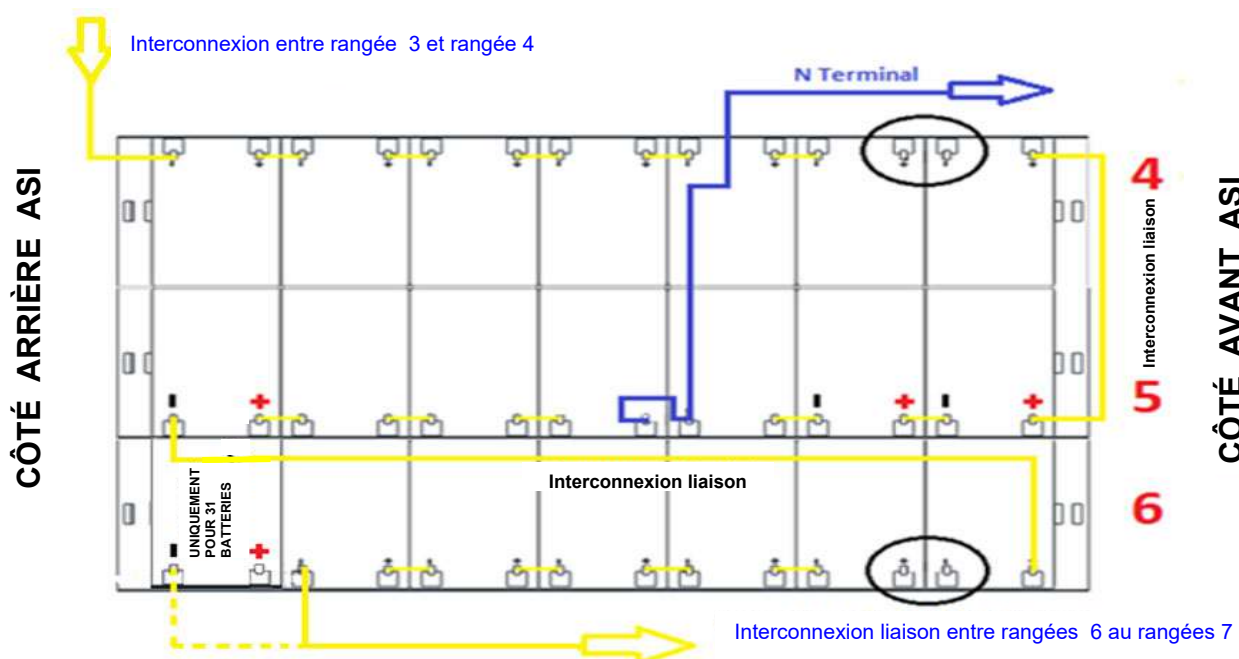 Interconnexion entre rangée 3 et rangée 4
N Terminal
CÔTÉ ARRIÈRE ASI
4
Interconnexion liaison
CÔTÉ AVANT ASI
5
- + - + - +
Interconnexion liaison
UNIQUEMENT
POUR 31
BATTERIES
6
- +
Interconnexion liaison entre rangées 6 au rangées 7